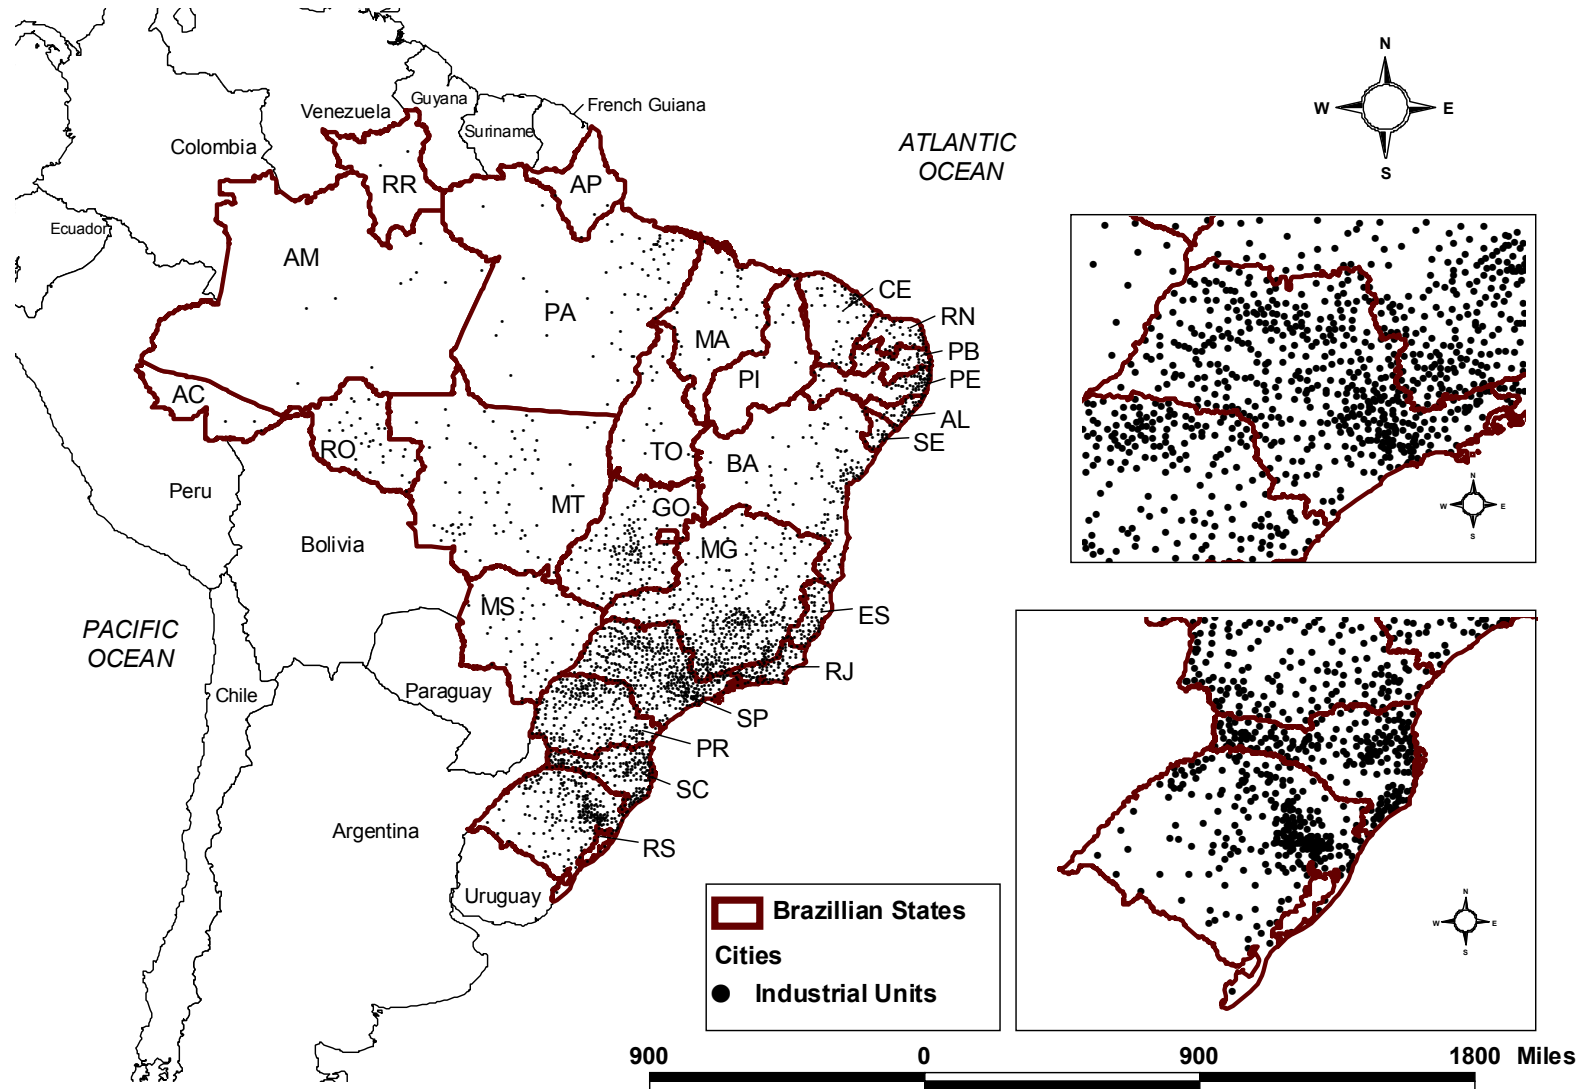 N
W
E
S
French Guiana
Guyana
Venezuela
Suriname
ATLANTIC
OCEAN
Colombia
RR
AP
Ecuador
AM
CE
PA
RN
MA
PB
PI
PE
AC
AL
SE
RO
TO
BA
Peru
MT
GO
N
W
E
S
Bolivia
MG
MS
ES
PACIFIC
OCEAN
RJ
Paraguay
Chile
SP
PR
SC
Argentina
RS
Uruguay
N
W
E
S
Brazillian States
Cities
Industrial Units
900 0 900 1800 Miles